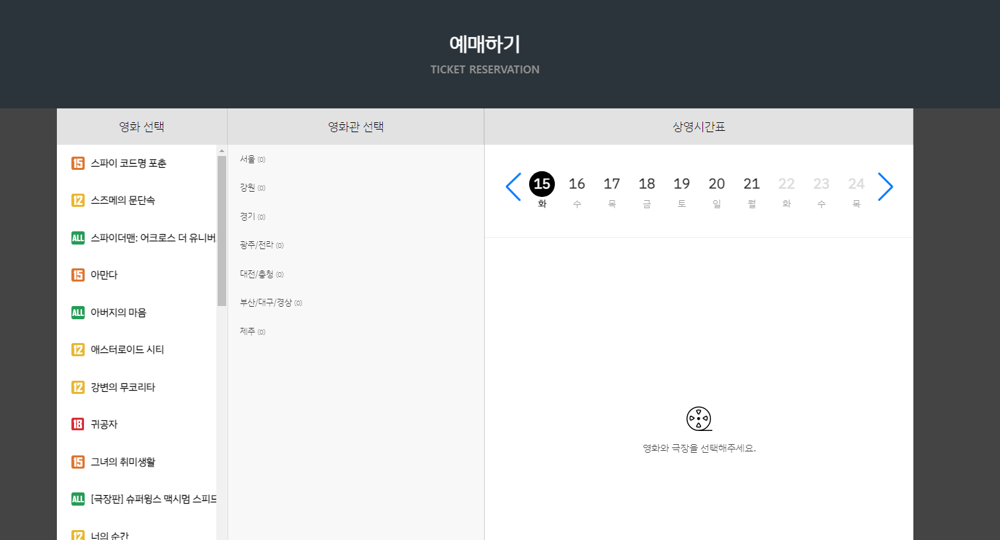 예매하기
TICKET RESERVATION
영화 선택
영화관 선택
상영시간표
15 스파이 코드명 포춘
12 스즈메의 문단속
ALL 스파이더맨: 어크로스 더 유니버
15 아만다
ALL 아버지의 마음
12 애스터로이드 시티
12 강변의 무코리타
18 귀공자
15 그녀의 취미생활
ALL [극장판] 슈퍼윙스 맥시멈 스피드
12 너의 순간
서울 (0)
강원 (0)
경기 (0)
광주/전라 (0)
대전/충청 (0)
부산/대구/경상 (0)
제주 (0)
15 16 17 18 19 20 21 22 23 24
화 수 목 금 토 일 월 화 수 목
영화와 극장을 선택해주세요.